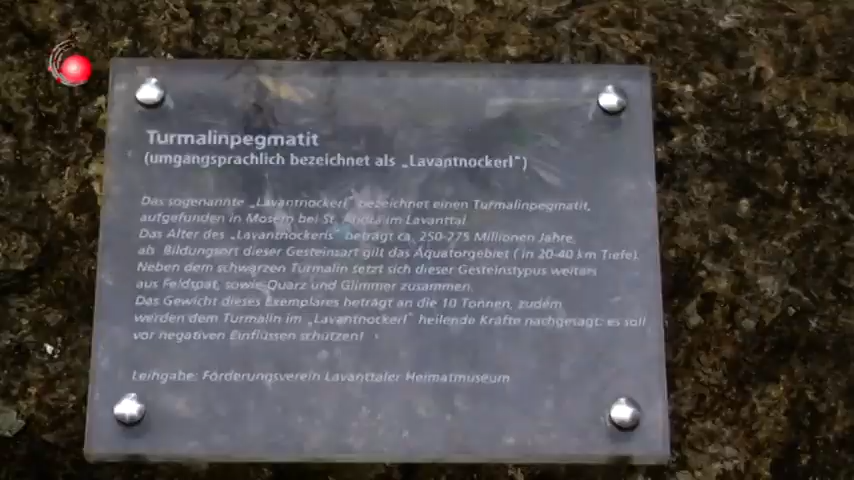 Turmalinpegmatit
(umgangsprachlich bezeichnet als „Lavantnockerl")
Das sogenannte „Lavantnockerl" bezeichnet einen Turmalinpegmatit,
aufgefunden in Mosern bei St. Andrä im Lavanttal.
Das Alter des „Lavantnockerls" beträgt ca. 250-275 Millionen Jahre,
als Bildungsort dieser Gesteinsart gilt das Äquatorgebiet ( in 20-40 km Tiefe).
Neben dem schwarzen Turmalin setzt sich dieser Gesteinstypus weiters
aus Feldspat, sowie Quarz und Glimmer zusammen.
Das Gewicht dieses Exemplares beträgt an die 10 Tonnen, zudem
werden dem Turmalin im „Lavantnockerl" heilende Kräfte nachgesagt: es soll
vor negativen Einflüssen schützen!
Leihgabe: Förderungsverein Lavanttaler Heimatmuseum